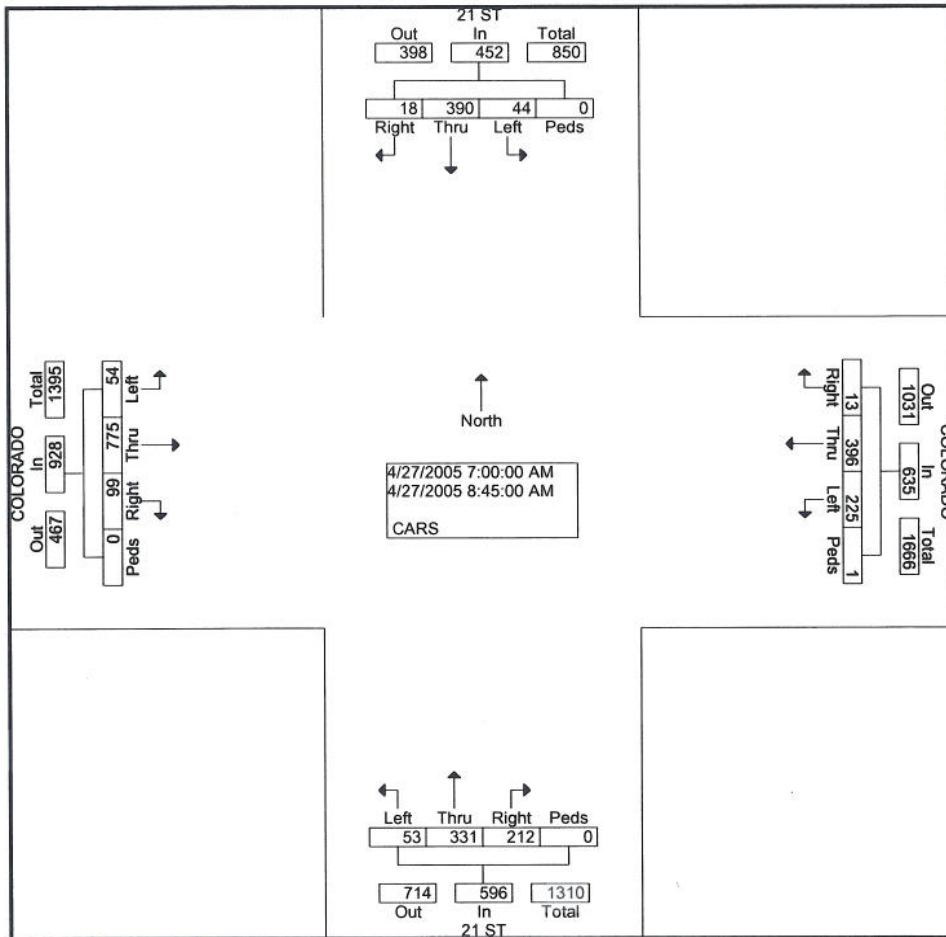 21 ST
Out In Total
398 452 850
18 390 44 0
Right Thru Left Peds
COLORADO
Total In Out
1395 928 467
54 775 99 0
Left Thru Right Peds
North
4/27/2005 7:00:00 AM
4/27/2005 8:45:00 AM
CARS
Right Thru Left Peds
13 396 225 1
Out In Total
1031 635 1666
COLORADO
Left Thru Right Peds
53 331 212 0
714 596 1310
Out In Total
21 ST